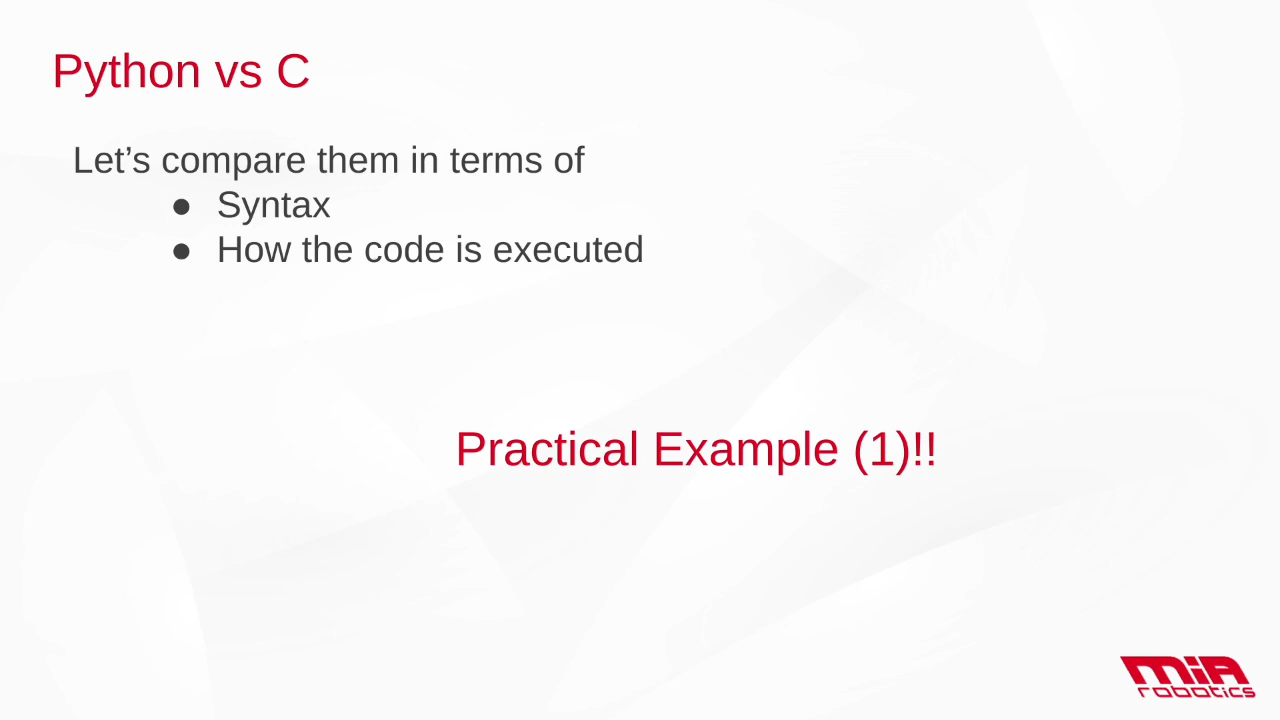 Python vs C
Let’s compare them in terms of
● Syntax
● How the code is executed
Practical Example (1)!!
MiA
robotics